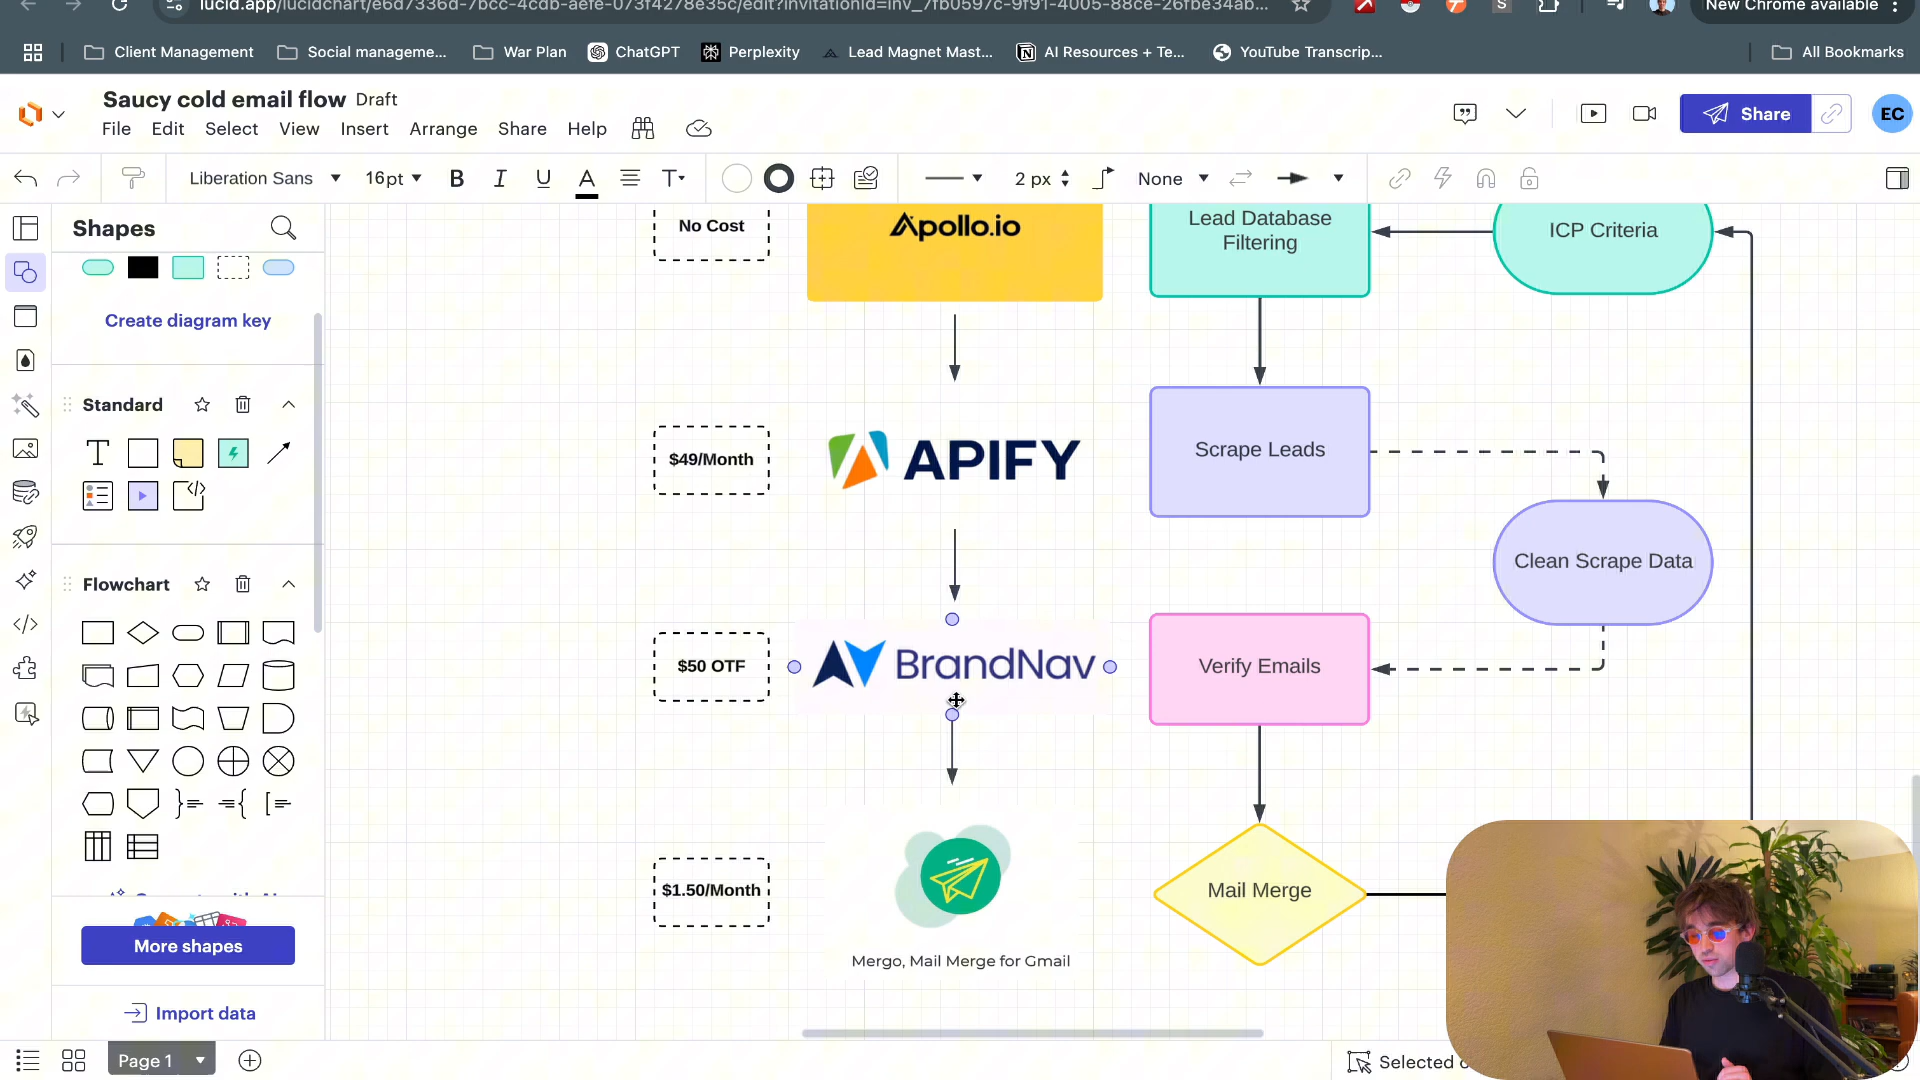 lucid.app/lucidchart/e6d7336d-7bcc-4cdb-aefe-073f4278e35c/edit?invitationId=inv_7fb0597c-9f91-4005-88ce-26fbe34ab...
New Chrome available
Client Management
Social manageme...
War Plan
ChatGPT
Perplexity
Lead Magnet Mast...
AI Resources + Te...
YouTube Transcrip...
All Bookmarks
Saucy cold email flow Draft
File Edit Select View Insert Arrange Share Help
Share
EC
Liberation Sans 16pt B I U A T 2 px None
Shapes
Create diagram key
Standard
Flowchart
More shapes
Import data
Page 1
No Cost
Apollo.io
Lead Database
Filtering
ICP Criteria
$49/Month
APIFY
Scrape Leads
Clean Scrape Data
$50 OTF
BrandNav
Verify Emails
$1.50/Month
Mergo, Mail Merge for Gmail
Mail Merge
Selected